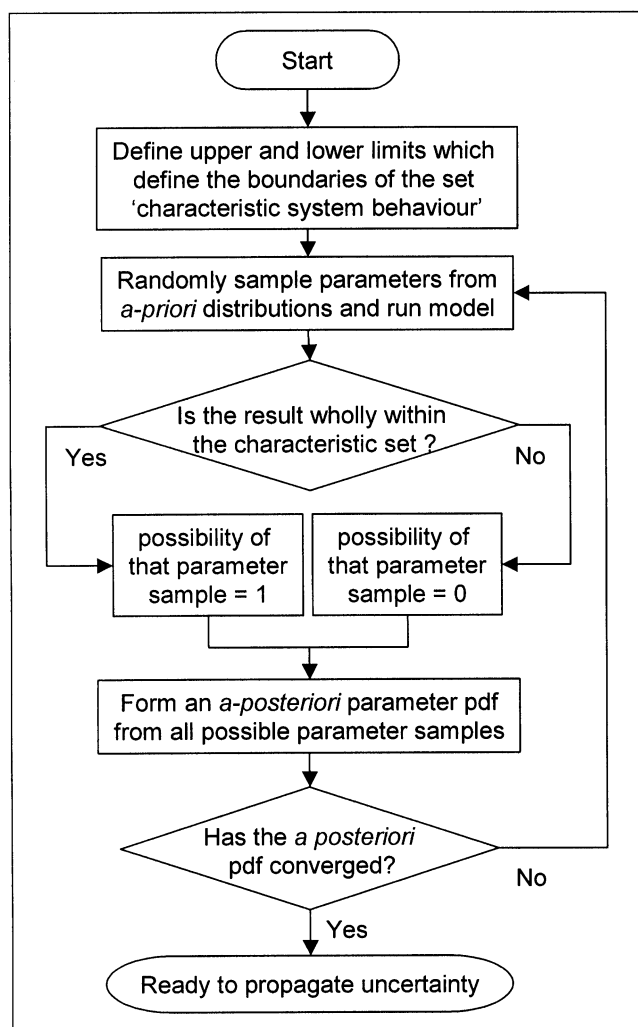 Start
Define upper and lower limits which
define the boundaries of the set
‘characteristic system behaviour’
Randomly sample parameters from
a-priori distributions and run model
Is the result wholly within
the characteristic set ?
Yes
No
possibility of
that parameter
sample = 1
possibility of
that parameter
sample = 0
Form an a-posteriori parameter pdf
from all possible parameter samples
Has the a posteriori
pdf converged?
No
Yes
Ready to propagate uncertainty